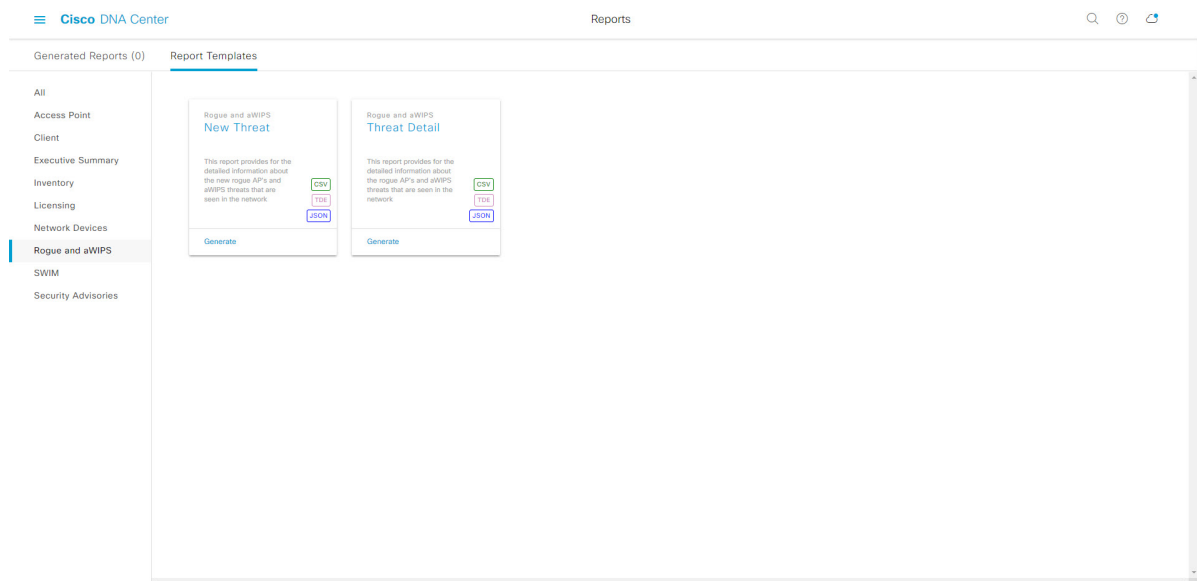 Cisco DNA Center
Reports
Generated Reports (0)
Report Templates
All
Access Point
Client
Executive Summary
Inventory
Licensing
Network Devices
Rogue and aWIPS
SWIM
Security Advisories
Rogue and aWIPS
New Threat
This report provides for the
detailed information about
the new rogue AP's and
aWIPS threats that are
seen in the network
CSV
TDE
JSON
Generate
Rogue and aWIPS
Threat Detail
This report provides for the
detailed information about
the rogue AP's and aWIPS
threats that are seen in the
network
CSV
TDE
JSON
Generate